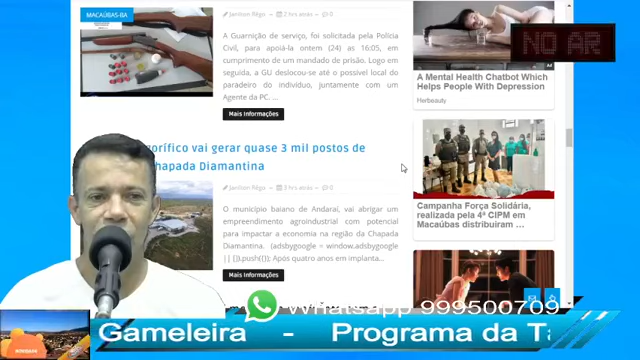 MACAÚBAS-BA
Janilson Régis 2 hrs atrás 0
A Guarnição de serviço, foi solicitada pela Polícia
Civil, para apoiá-la ontem (24) as 16:05, em
cumprimento de um mandado de prisão. Logo em
seguida, a GU deslocou-se até o possível local do
paradeiro do indivíduo, juntamente com um
Agente da PC. ...
Mais Informações
gorífico vai gerar quase 3 mil postos de
Chapada Diamantina
Janilson Régis 3 hrs atrás 0
O município baiano de Andaraí, vai abrigar um
empreendimento agroindustrial com potencial
para impactar a economia na região da Chapada
Diamantina. (adsbygoogle = window.adsbygoogle
|| []).push({}); Após quatro anos em implanta...
Mais Informações
NO AR
Ad
A Mental Health Chatbot Which
Helps People With Depression
Herbeauty
Campanha Força Solidária,
realizada pela 4ª CIPM em
Macaúbas distribuiram ...
Whatsapp 999500709
Gameleira - Programa da Ta